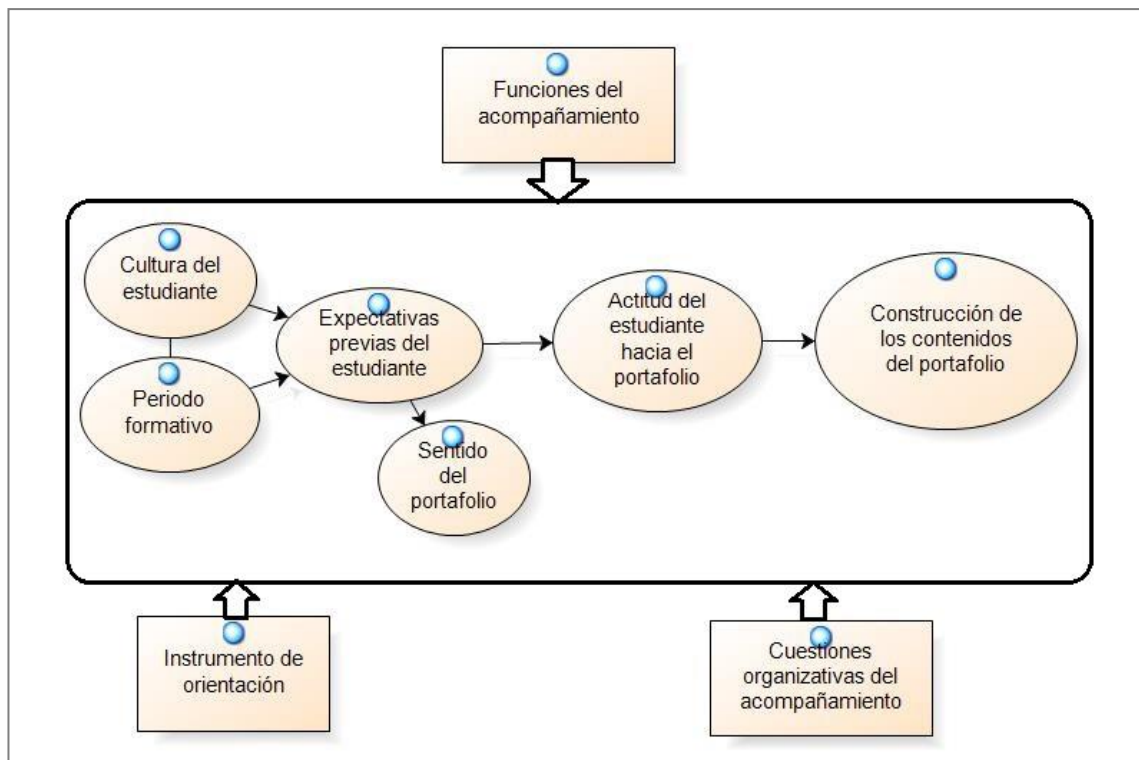 Funciones del
acompañamiento
Cultura del
estudiante
Periodo
formativo
Expectativas
previas del
estudiante
Sentido
del
portafolio
Actitud del
estudiante
hacia el
portafolio
Construcción de
los contenidos
del portafolio
Instrumento de
orientación
Cuestiones
organizativas del
acompañamiento